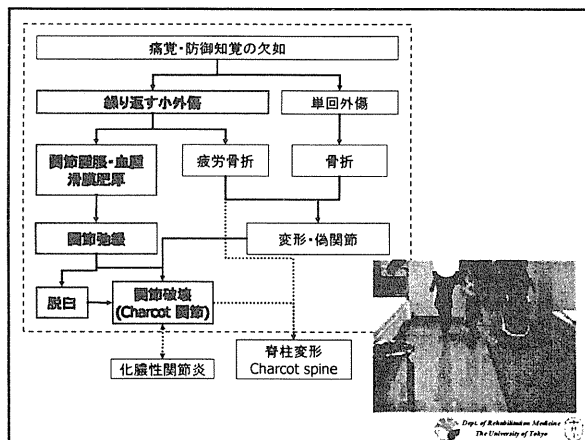 痛覚・防御知覚の欠如
繰り返す小外傷
単回外傷
関節腫脹・血腫
滑膜肥厚
疲労骨折
骨折
関節弛緩
変形・偽関節
脱臼
関節破壊
(Charcot 関節)
化膿性関節炎
脊柱変形
Charcot spine
Dept. of Rehabilitation Medicine
The University of Tokyo